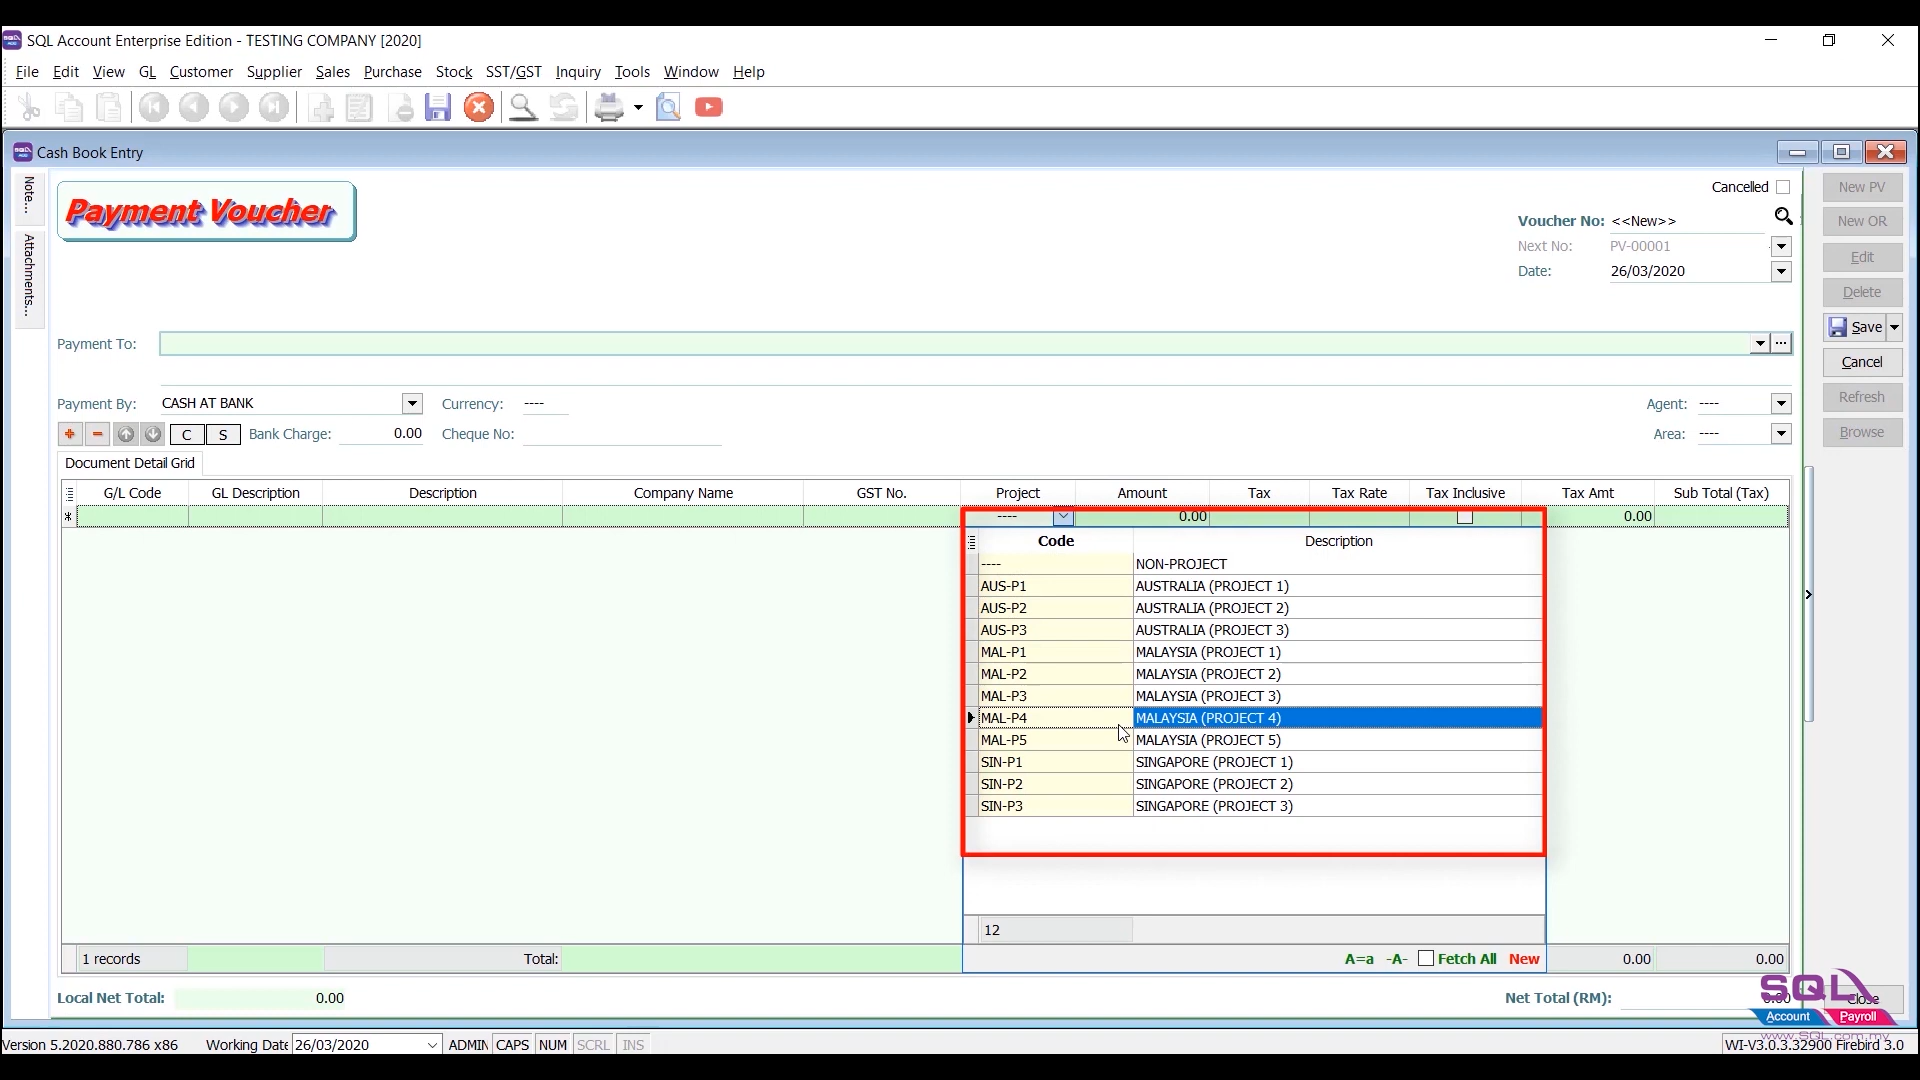 SQL Account Enterprise Edition - TESTING COMPANY [2020]
File Edit View GL Customer Supplier Sales Purchase Stock SST/GST Inquiry Tools Window Help
Cash Book Entry
Note...
Attachments...
Payment Voucher
Cancelled
Voucher No: <<New>>
Next No: PV-00001
Date: 26/03/2020
New PV
New OR
Edit
Delete
Save
Cancel
Refresh
Browse
Payment To:
Payment By: CASH AT BANK Currency: ---- Agent: ----
C S Bank Charge: 0.00 Cheque No: Area: ----
Document Detail Grid
G/L Code GL Description Description Company Name GST No. Project Amount Tax Tax Rate Tax Inclusive Tax Amt Sub Total (Tax)
---- 0.00 0.00
Code Description
---- NON-PROJECT
AUS-P1 AUSTRALIA (PROJECT 1)
AUS-P2 AUSTRALIA (PROJECT 2)
AUS-P3 AUSTRALIA (PROJECT 3)
MAL-P1 MALAYSIA (PROJECT 1)
MAL-P2 MALAYSIA (PROJECT 2)
MAL-P3 MALAYSIA (PROJECT 3)
MAL-P4 MALAYSIA (PROJECT 4)
MAL-P5 MALAYSIA (PROJECT 5)
SIN-P1 SINGAPORE (PROJECT 1)
SIN-P2 SINGAPORE (PROJECT 2)
SIN-P3 SINGAPORE (PROJECT 3)
12
A=a -A- Fetch All New
1 records Total: 0.00 0.00
Local Net Total: 0.00 Net Total (RM): 0.00
SQL
Account Payroll
Close
www.SQL.com.my
Version 5.2020.880.786 x86 Working Date 26/03/2020 ADMIN CAPS NUM SCRL INS WI-V3.0.3.32900 Firebird 3.0